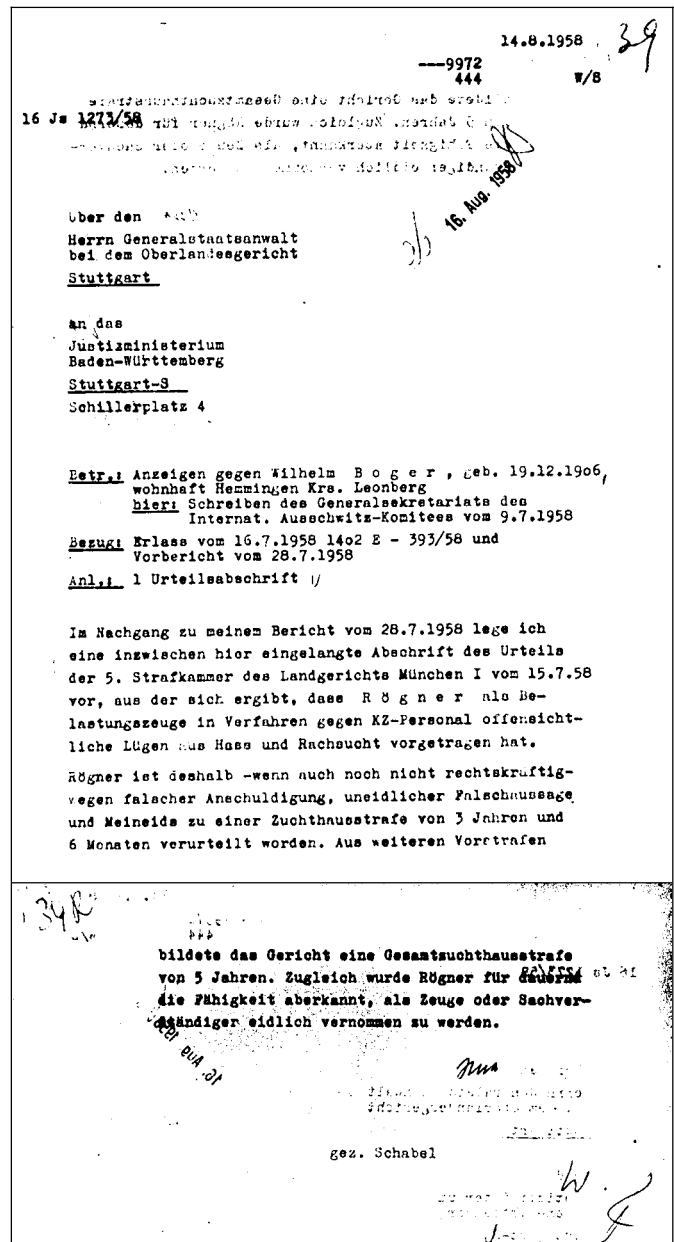 14.8.1958 39
---9972
444 W/S
16 Js 1273/58
16. Aug. 1958
Über den
Herrn Generalstaatsanwalt
bei dem Oberlandesgericht
Stuttgart
an das
Justizministerium
Baden-Württemberg
Stuttgart-S
Schillerplatz 4
Betr.: Anzeigen gegen Wilhelm B o g e r , geb. 19.12.19o6,
wohnhaft Hemmingen Krs. Leonberg
hier: Schreiben des Generalsekretariats des
Internat. Ausschwitz-Komitees vom 9.7.1958
Bezug: Erlass vom 16.7.1958 14o2 E - 393/58 und
Vorbericht vom 28.7.1958
Anl.: 1 Urteilsabschrift
Im Nachgang zu meinem Bericht vom 28.7.1958 lege ich
eine inzwischen hier eingelangte Abschrift des Urteils
der 5. Strafkammer des Landgerichts München I vom 15.7.58
vor, aus der sich ergibt, dass R ö g n e r als Be-
lastungszeuge in Verfahren gegen KZ-Personal offensicht-
liche Lügen aus Hass und Rachsucht vorgetragen hat.
Rögner ist deshalb -wenn auch noch nicht rechtskräftig-
wegen falscher Anschuldigung, uneidlicher Falschaussage
und Meineids zu einer Zuchthausstrafe von 3 Jahren und
6 Monaten verurteilt worden. Aus weiteren Vorstrafen
39R
bildete das Gericht eine Gesamtzuchthausstrafe
von 5 Jahren. Zugleich wurde Rögner für dauernd
die Fähigkeit aberkannt, als Zeuge oder Sachver-
ständiger eidlich vernommen zu werden.
gez. Schabel